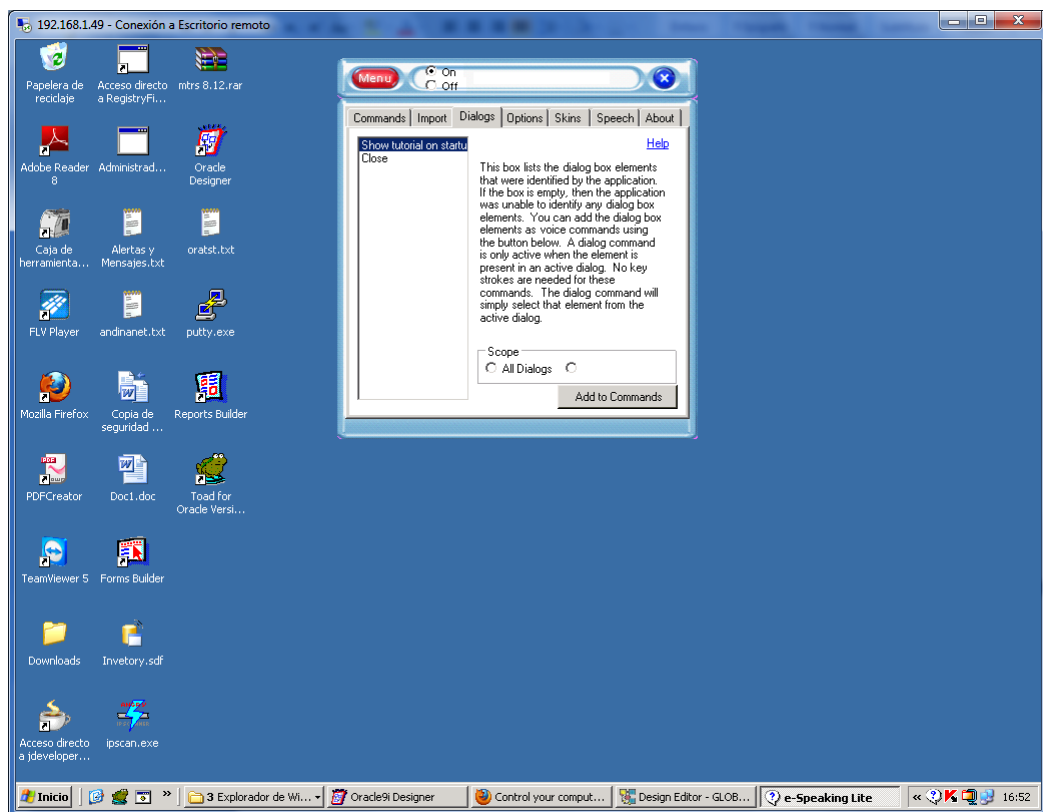 192.168.1.49 - Conexión a Escritorio remoto
Papelera de
reciclaje
Acceso directo
a RegistryFi...
mtrs 8.12.rar
Adobe Reader
8
Administrad...
Oracle
Designer
Caja de
herramienta...
Alertas y
Mensajes.txt
oratst.txt
FLV Player
andinanet.txt
putty.exe
Mozilla Firefox
Copia de
seguridad ...
Reports Builder
PDFCreator
Doc1.doc
Toad for
Oracle Versi...
TeamViewer 5
Forms Builder
Downloads
Invetory.sdf
Acceso directo
a jdeveloper...
ipscan.exe
Menu
On
Off
Commands Import Dialogs Options Skins Speech About
Show tutorial on startu
Close
Help
This box lists the dialog box elements
that were identified by the application.
If the box is empty, then the application
was unable to identify any dialog box
elements. You can add the dialog box
elements as voice commands using
the button below. A dialog command
is only active when the element is
present in an active dialog. No key
strokes are needed for these
commands. The dialog command will
simply select that element from the
active dialog.
Scope
All Dialogs
Add to Commands
Inicio
3 Explorador de Wi...
Oracle9i Designer
Control your comput...
Design Editor - GLOB...
e-Speaking Lite
16:52